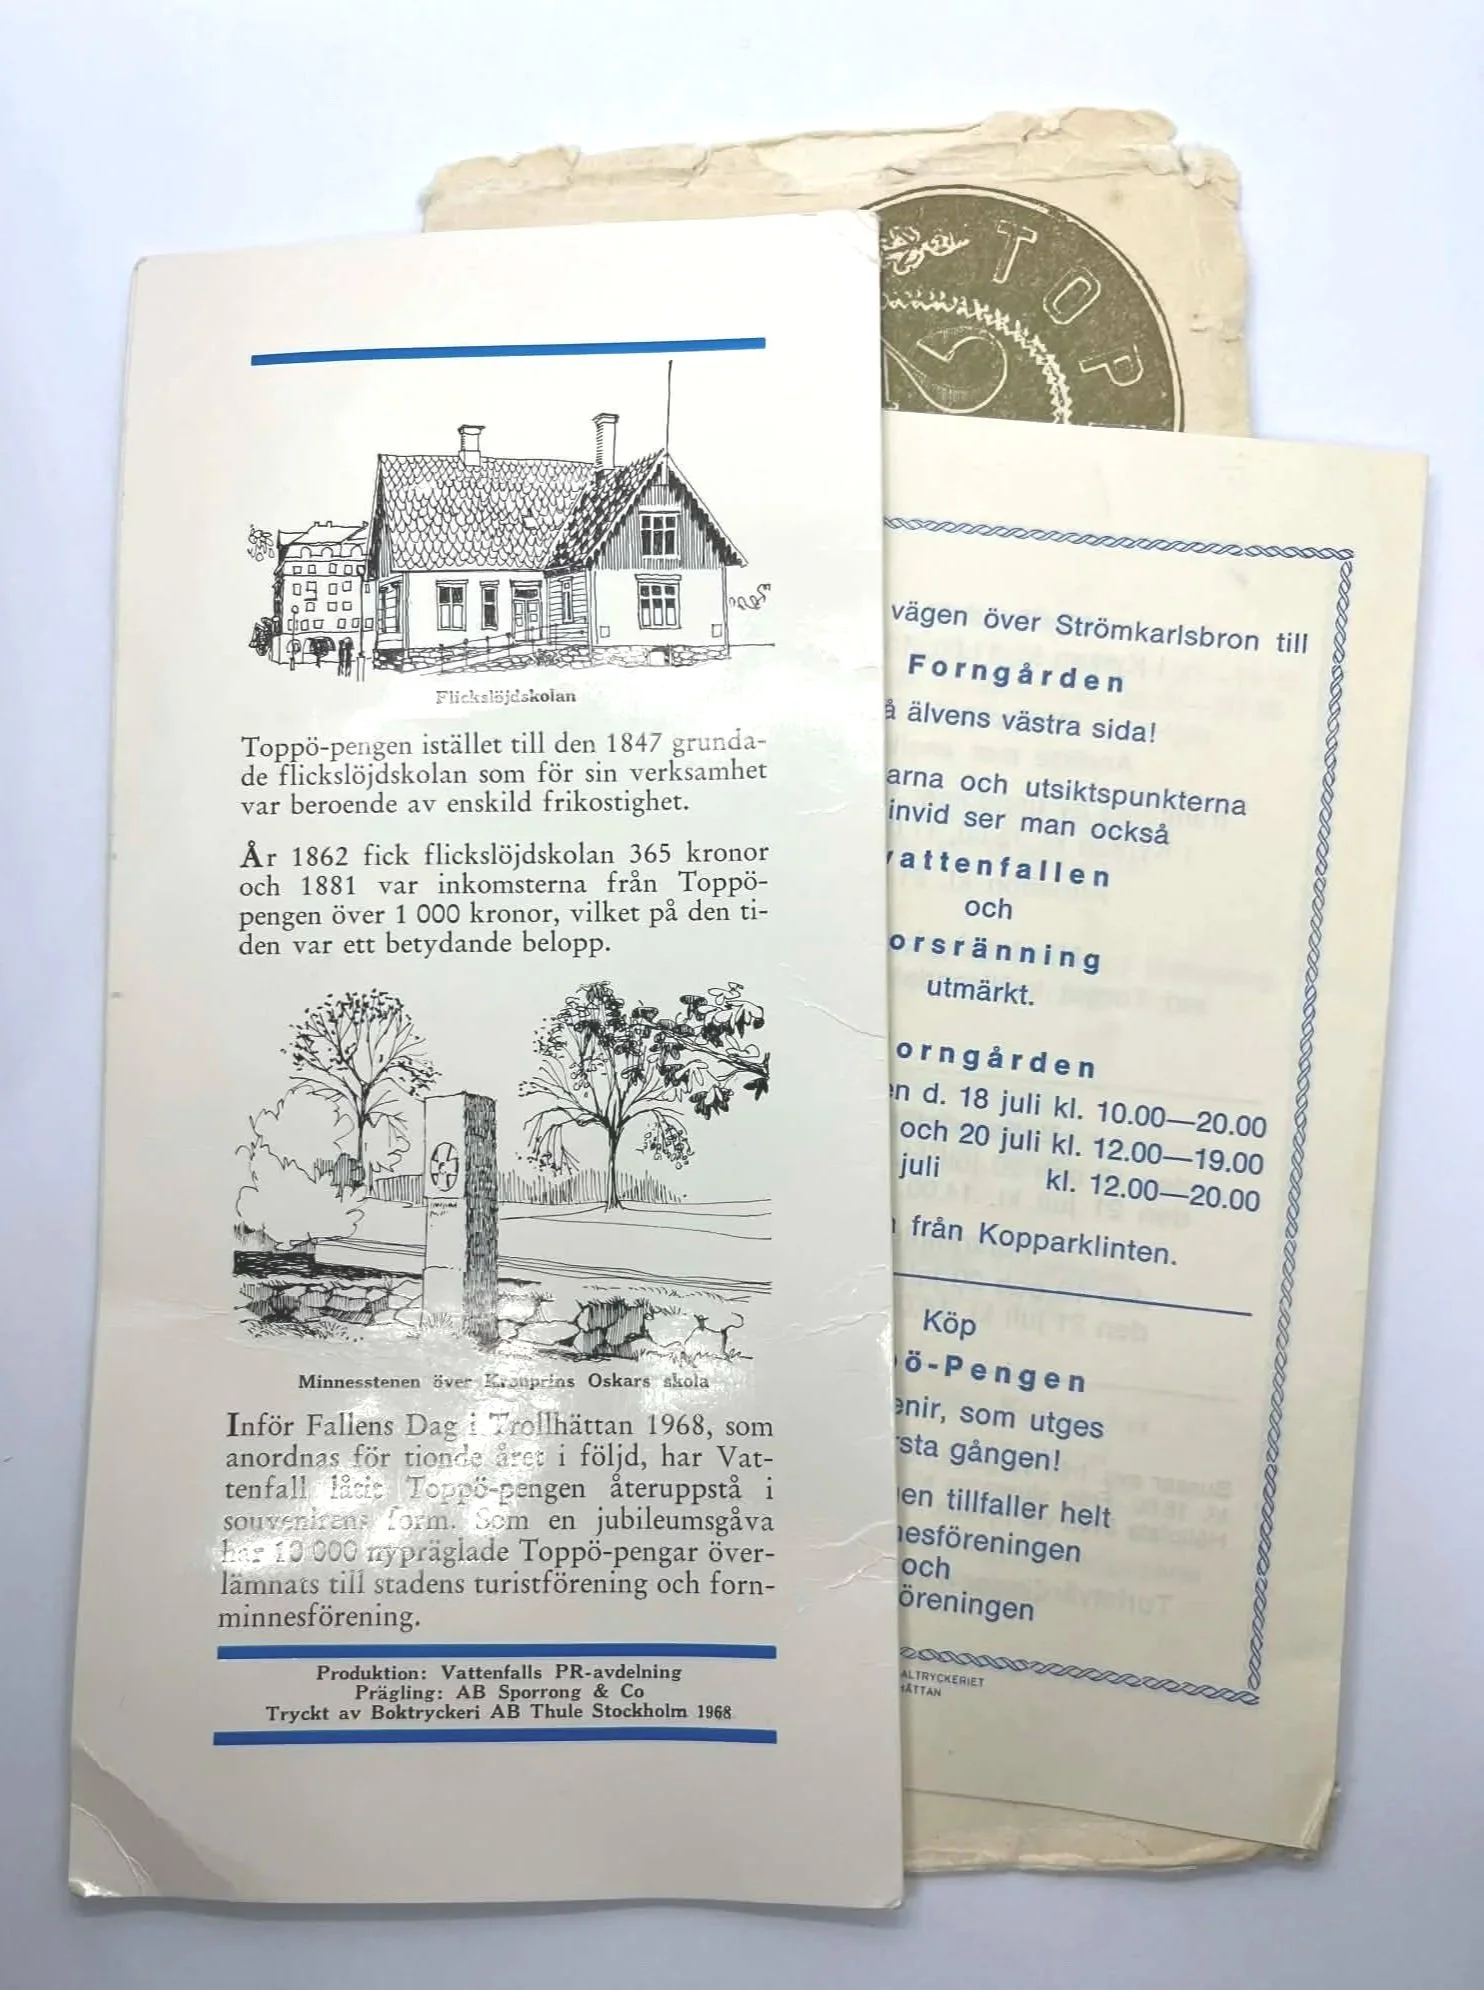 Flickslöjdskolan
Toppö-pengen istället till den 1847 grunda-
de flickslöjdskolan som för sin verksamhet
var beroende av enskild frikostighet.
År 1862 fick flickslöjdskolan 365 kronor
och 1881 var inkomsterna från Toppö-
pengen över 1 000 kronor, vilket på den ti-
den var ett betydande belopp.
Minnesstenen över Kronprins Oskars skola
Inför Fallens Dag i Trollhättan 1968, som
anordnas för tionde året i följd, har Vat-
tenfall låtit Toppö-pengen återuppstå i
souvenirens form. Som en jubileumsgåva
har 10 000 nypräglade Toppö-pengar över-
lämnats till stadens turistförening och forn-
minnesförening.
Produktion: Vattenfalls PR-avdelning
Prägling: AB Sporrong & Co
Tryckt av Boktryckeri AB Thule Stockholm 1968
TOP
2
vägen över Strömkarlsbron till
Forngården
å älvens västra sida!
arna och utsiktspunkterna
invid ser man också
vattenfallen
och
orsränning
utmärkt.
orngården
en d. 18 juli kl. 10.00—20.00
och 20 juli kl. 12.00—19.00
juli kl. 12.00—20.00
från Kopparklinten.
Köp
ö-Pengen
enir, som utges
rsta gången!
en tillfaller helt
nesföreningen
och
öreningen
ALTRYCKERIET
HÄTTAN